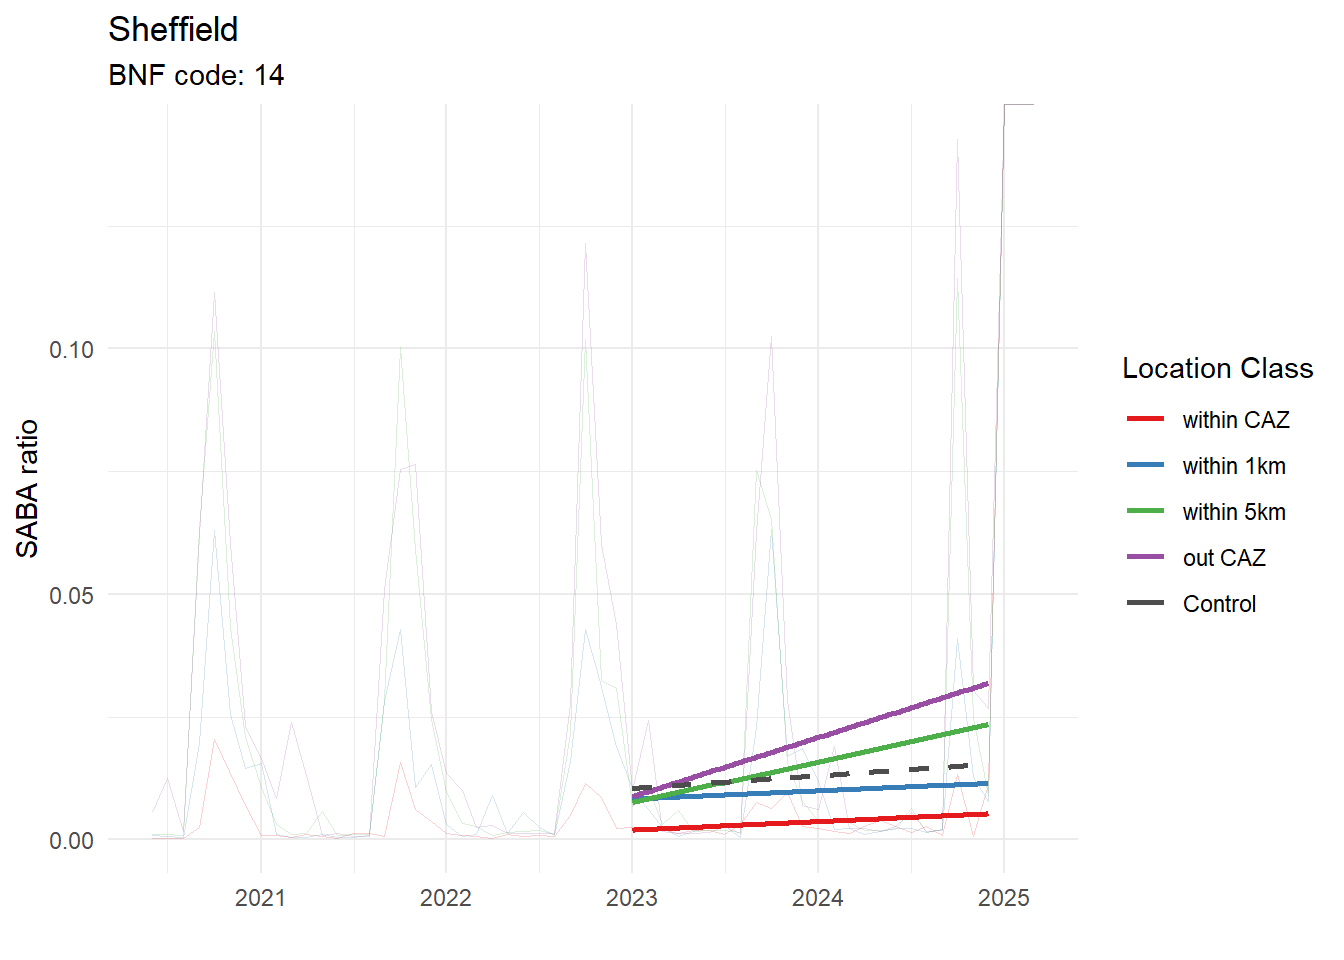 Sheffield
BNF code: 14
SABA ratio
0.10
0.05
0.00
2021
2022
2023
2024
2025
Location Class
within CAZ
within 1km
within 5km
out CAZ
Control